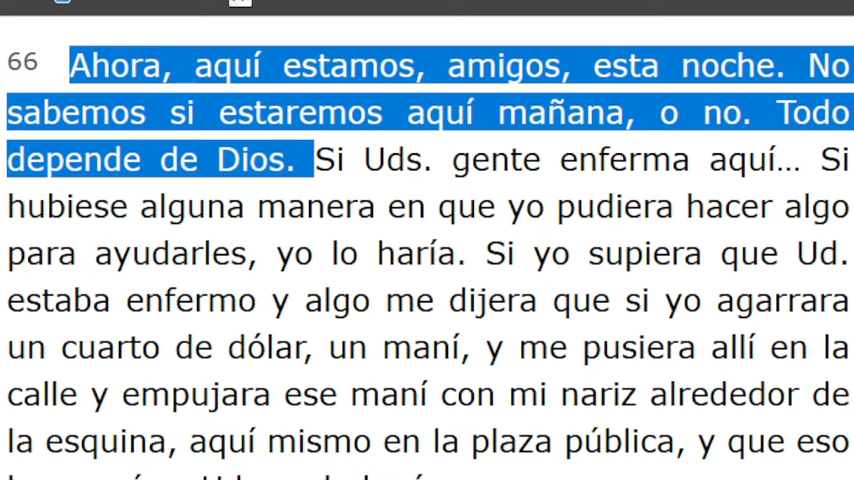 66 Ahora, aquí estamos, amigos, esta noche. No
sabemos si estaremos aquí mañana, o no. Todo
depende de Dios. Si Uds. gente enferma aquí… Si
hubiese alguna manera en que yo pudiera hacer algo
para ayudarles, yo lo haría. Si yo supiera que Ud.
estaba enfermo y algo me dijera que si yo agarrara
un cuarto de dólar, un maní, y me pusiera allí en la
calle y empujara ese maní con mi nariz alrededor de
la esquina, aquí mismo en la plaza pública, y que eso